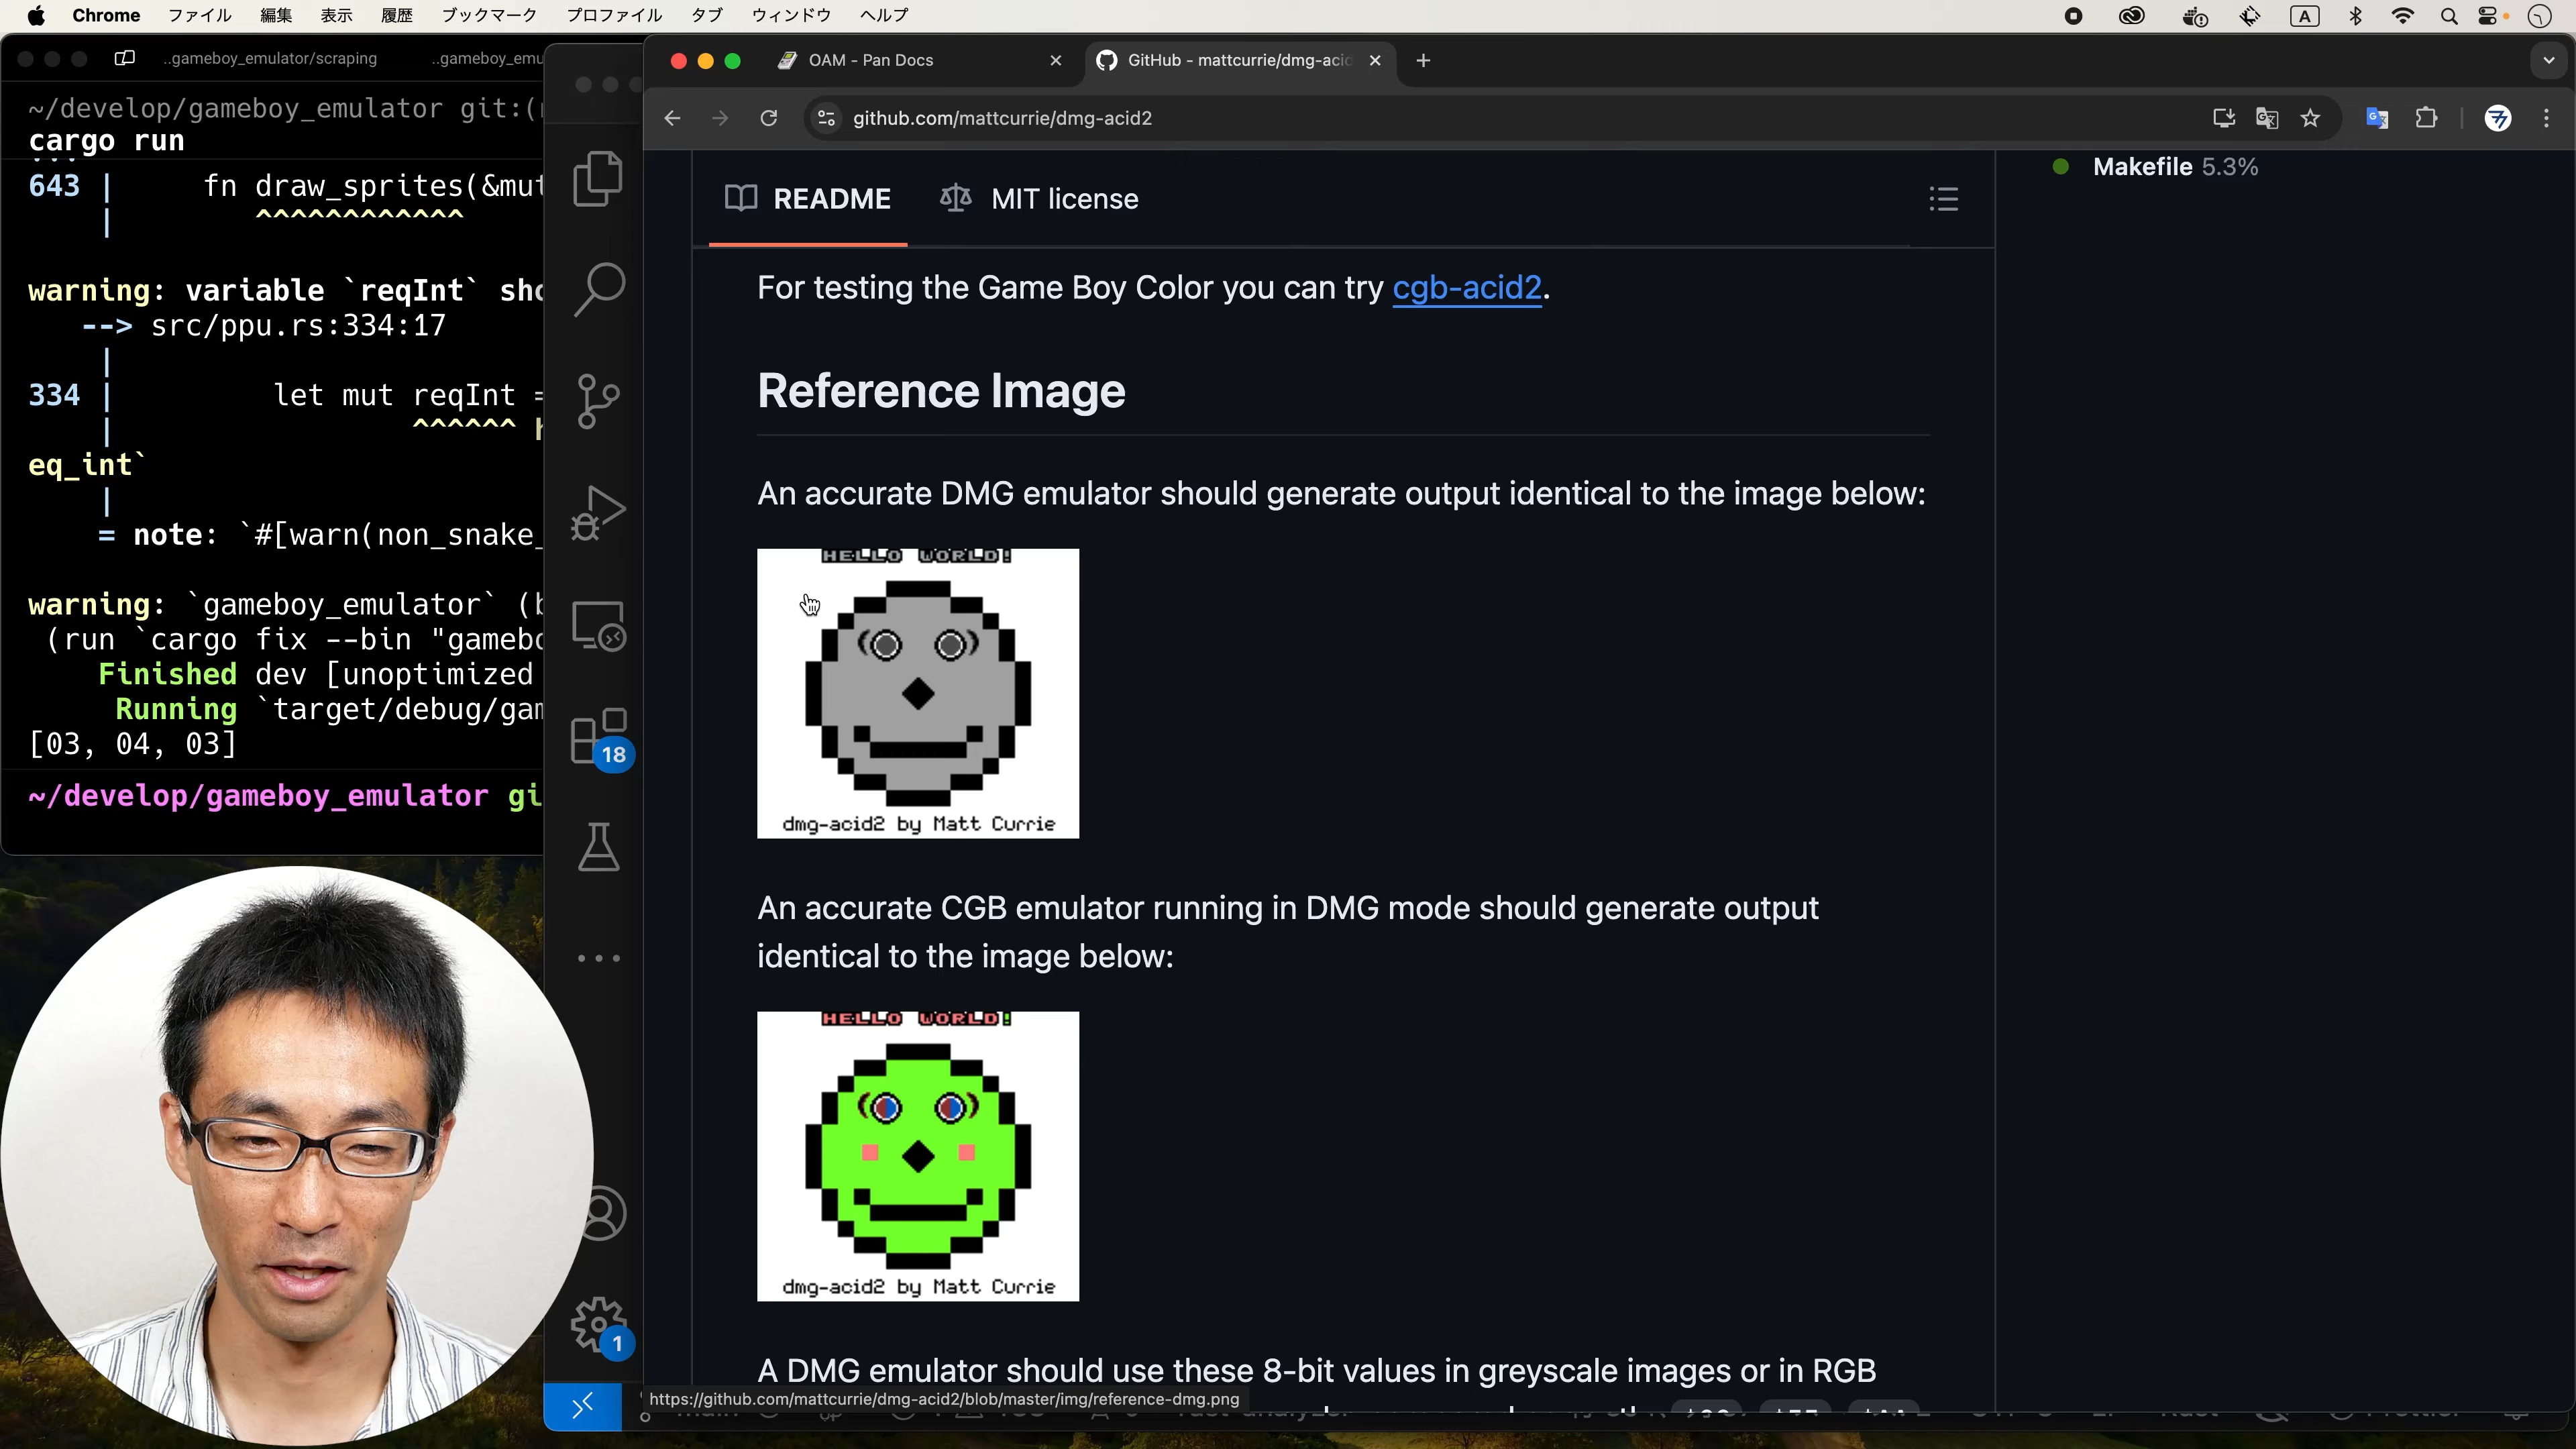 Chrome ファイル 編集 表示 履歴 ブックマーク プロファイル タブ ウィンドウ ヘルプ A
..gameboy_emulator/scraping ..gameboy_emu
~/develop/gameboy_emulator git:(
cargo run
...
643 | fn draw_sprites(&mut
| ^^^^^^^^^^^^
warning: variable `reqInt` sho
--> src/ppu.rs:334:17
|
334 | let mut reqInt =
| ^^^^^^ h
eq_int`
|
= note: `#[warn(non_snake_
warning: `gameboy_emulator` (b
(run `cargo fix --bin "gamebo
Finished dev [unoptimized
Running `target/debug/gam
[03, 04, 03]
~/develop/gameboy_emulator gi
18
1
OAM - Pan Docs
GitHub - mattcurrie/dmg-acid
github.com/mattcurrie/dmg-acid2
README
MIT license
Makefile 5.3%
For testing the Game Boy Color you can try cgb-acid2.
Reference Image
An accurate DMG emulator should generate output identical to the image below:
HELLO WORLD!
dmg-acid2 by Matt Currie
An accurate CGB emulator running in DMG mode should generate output
identical to the image below:
HELLO WORLD!
dmg-acid2 by Matt Currie
A DMG emulator should use these 8-bit values in greyscale images or in RGB
https://github.com/mattcurrie/dmg-acid2/blob/master/img/reference-dmg.png